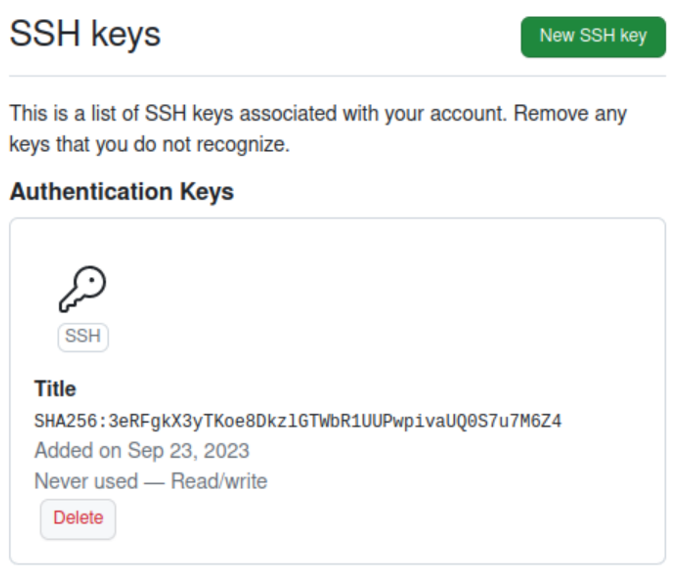 SSH keys
New SSH key
This is a list of SSH keys associated with your account. Remove any
keys that you do not recognize.
Authentication Keys
SSH
Title
SHA256:3eRFgkX3yTKoe8DkzlGTWbR1UUPwpivaUQ0S7u7M6Z4
Added on Sep 23, 2023
Never used — Read/write
Delete